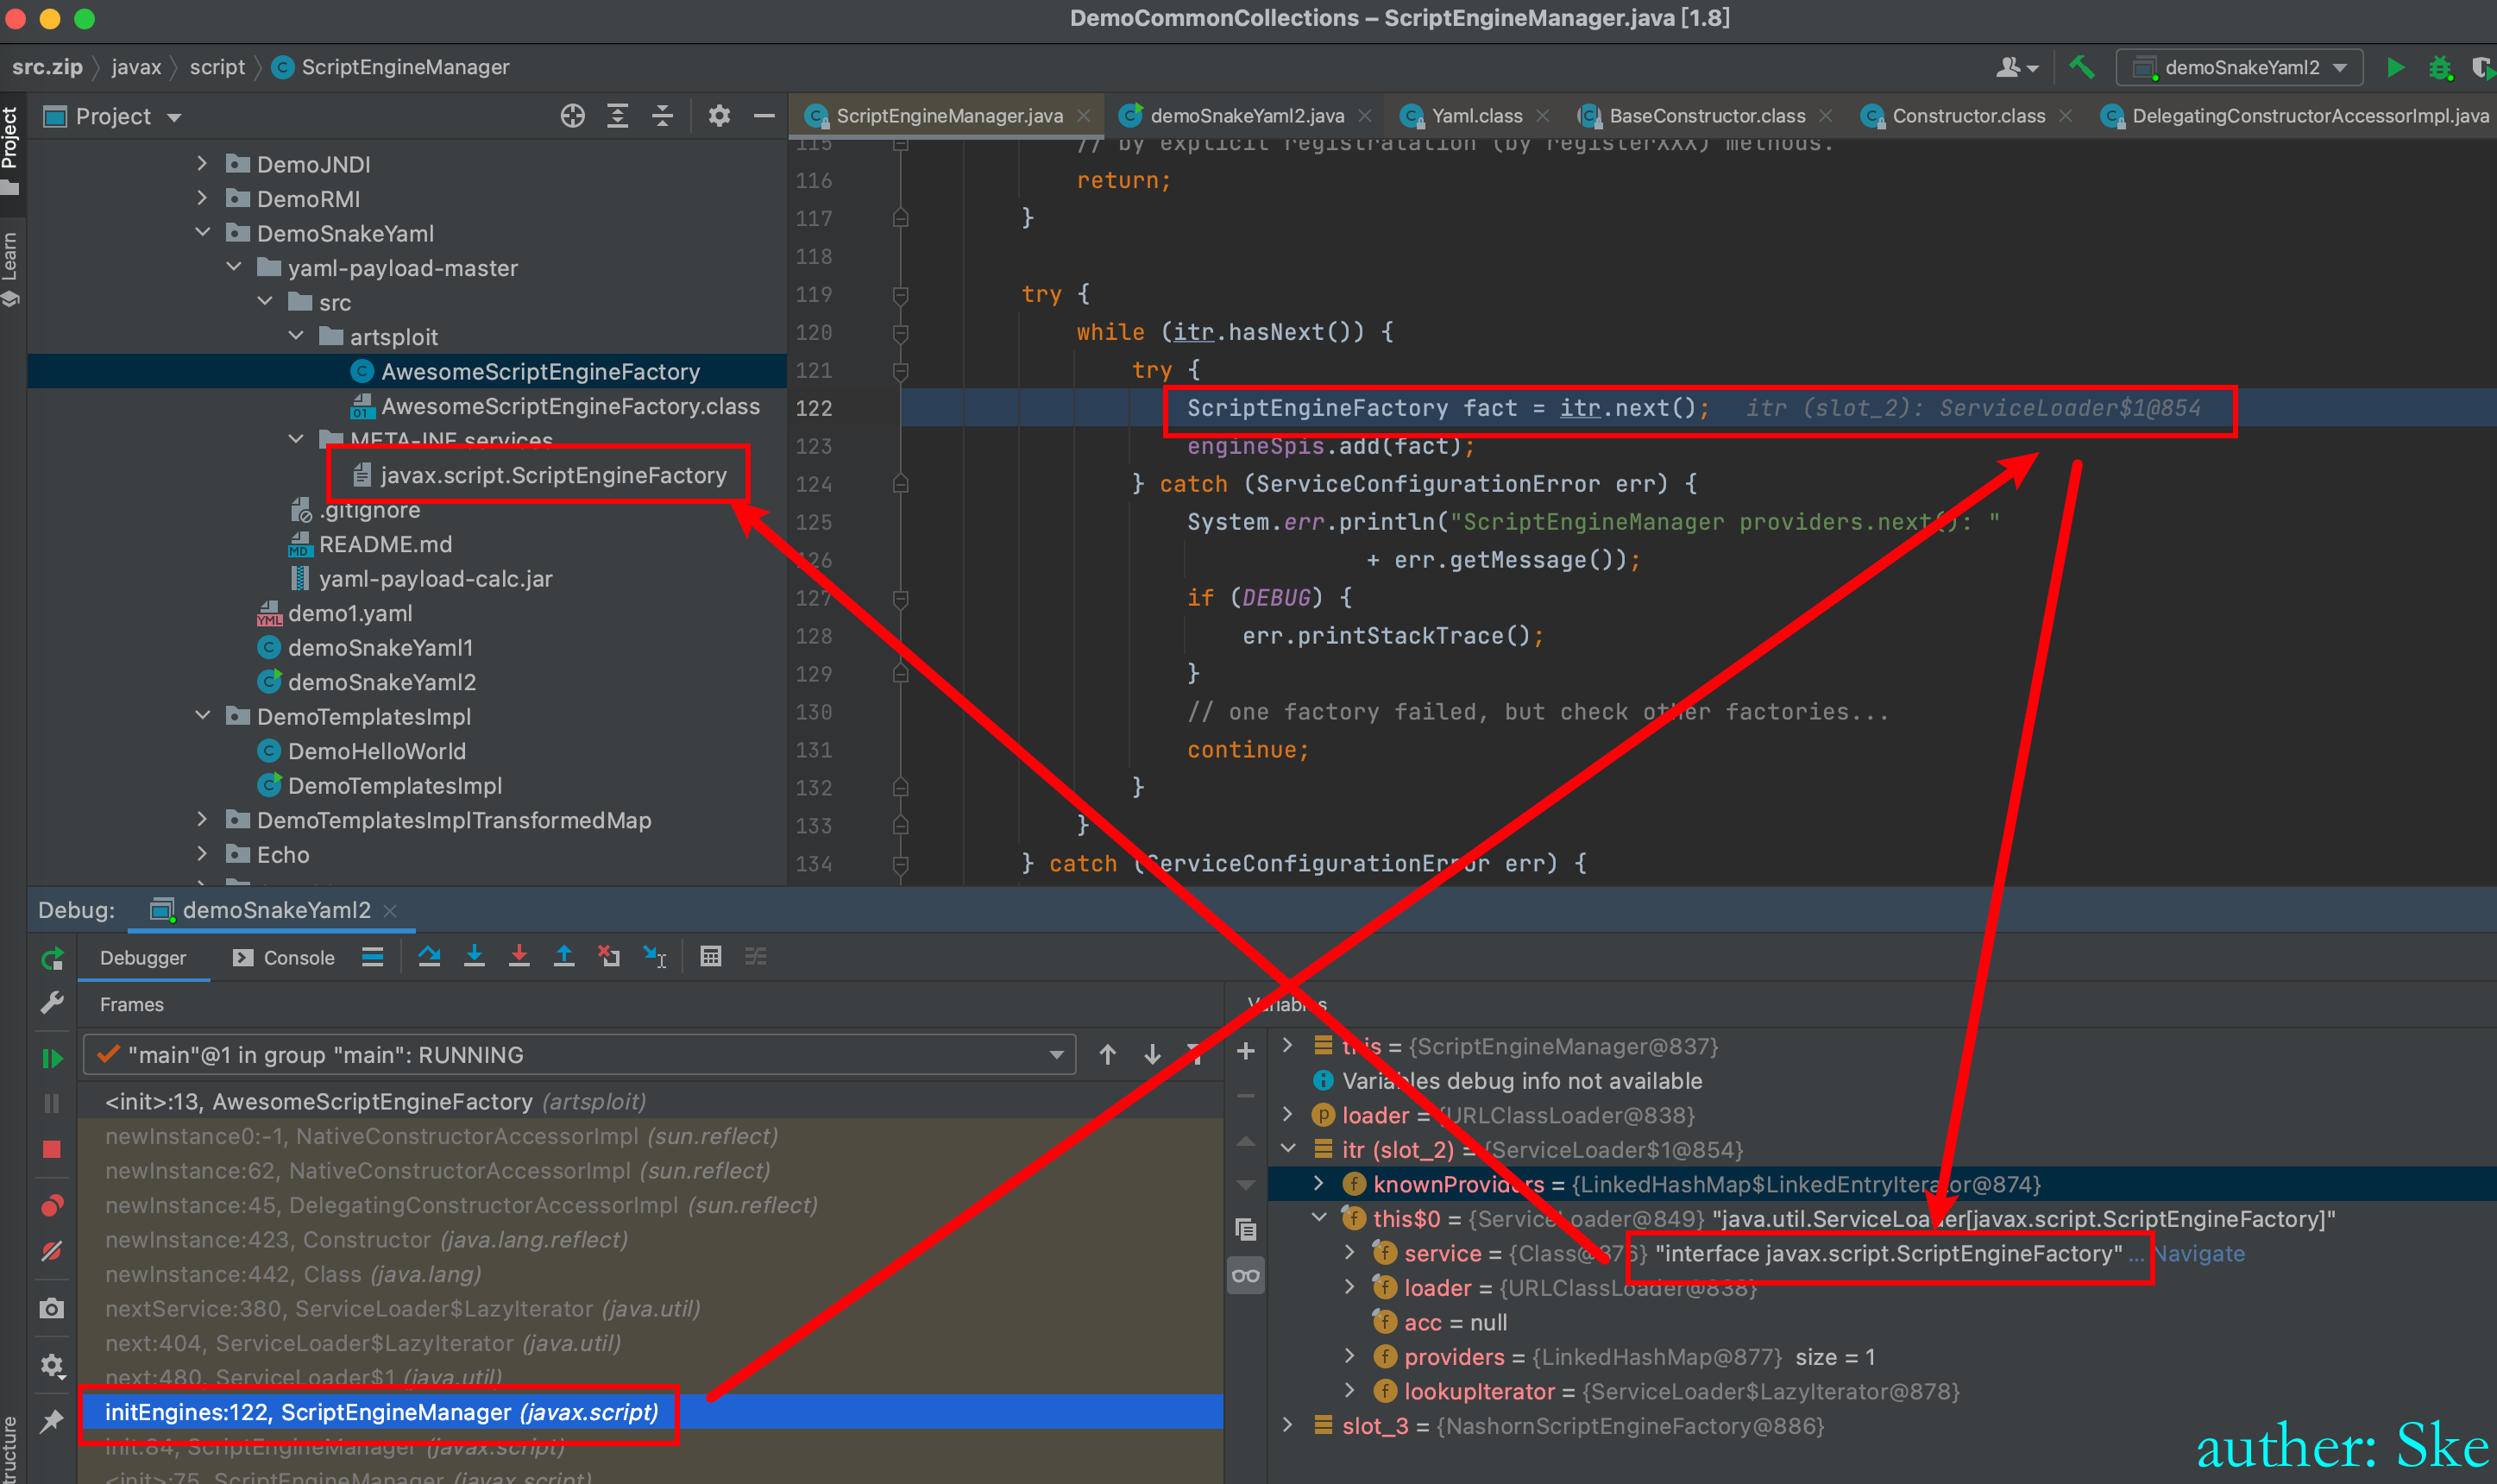 DemoCommonCollections – ScriptEngineManager.java [1.8]
src.zip javax script ScriptEngineManager
demoSnakeYaml2
Project
Learn
ructure
Project
ScriptEngineManager.java
demoSnakeYaml2.java
Yaml.class
BaseConstructor.class
Constructor.class
DelegatingConstructorAccessorImpl.java
DemoJNDI
DemoRMI
DemoSnakeYaml
yaml-payload-master
src
artsploit
AwesomeScriptEngineFactory
AwesomeScriptEngineFactory.class
META-INF.services
javax.script.ScriptEngineFactory
.gitignore
README.md
yaml-payload-calc.jar
demo1.yaml
demoSnakeYaml1
demoSnakeYaml2
DemoTemplatesImpl
DemoHelloWorld
DemoTemplatesImpl
DemoTemplatesImplTransformedMap
Echo
115 // by explicit registratation (by registerXXX) methods.
116 return;
117 }
118
119 try {
120 while (itr.hasNext()) {
121 try {
122 ScriptEngineFactory fact = itr.next(); itr (slot_2): ServiceLoader$1@854
123 engineSpis.add(fact);
124 } catch (ServiceConfigurationError err) {
125 System.err.println("ScriptEngineManager providers.next(): "
126 + err.getMessage());
127 if (DEBUG) {
128 err.printStackTrace();
129 }
130 // one factory failed, but check other factories...
131 continue;
132 }
133 }
134 } catch (ServiceConfigurationError err) {
Debug: demoSnakeYaml2
Debugger Console
Frames
"main"@1 in group "main": RUNNING
<init>:13, AwesomeScriptEngineFactory (artsploit)
newInstance0:-1, NativeConstructorAccessorImpl (sun.reflect)
newInstance:62, NativeConstructorAccessorImpl (sun.reflect)
newInstance:45, DelegatingConstructorAccessorImpl (sun.reflect)
newInstance:423, Constructor (java.lang.reflect)
newInstance:442, Class (java.lang)
nextService:380, ServiceLoader$LazyIterator (java.util)
next:404, ServiceLoader$LazyIterator (java.util)
next:480, ServiceLoader$1 (java.util)
initEngines:122, ScriptEngineManager (javax.script)
init:84, ScriptEngineManager (javax.script)
<init>:75, ScriptEngineManager (javax.script)
Variables
this = {ScriptEngineManager@837}
Variables debug info not available
loader = {URLClassLoader@838}
itr (slot_2) = {ServiceLoader$1@854}
knownProviders = {LinkedHashMap$LinkedEntryIterator@874}
this$0 = {ServiceLoader@849} "java.util.ServiceLoader[javax.script.ScriptEngineFactory]"
service = {Class@876} "interface javax.script.ScriptEngineFactory" ... Navigate
loader = {URLClassLoader@838}
acc = null
providers = {LinkedHashMap@877} size = 1
lookupIterator = {ServiceLoader$LazyIterator@878}
slot_3 = {NashornScriptEngineFactory@886}
auther: Ske